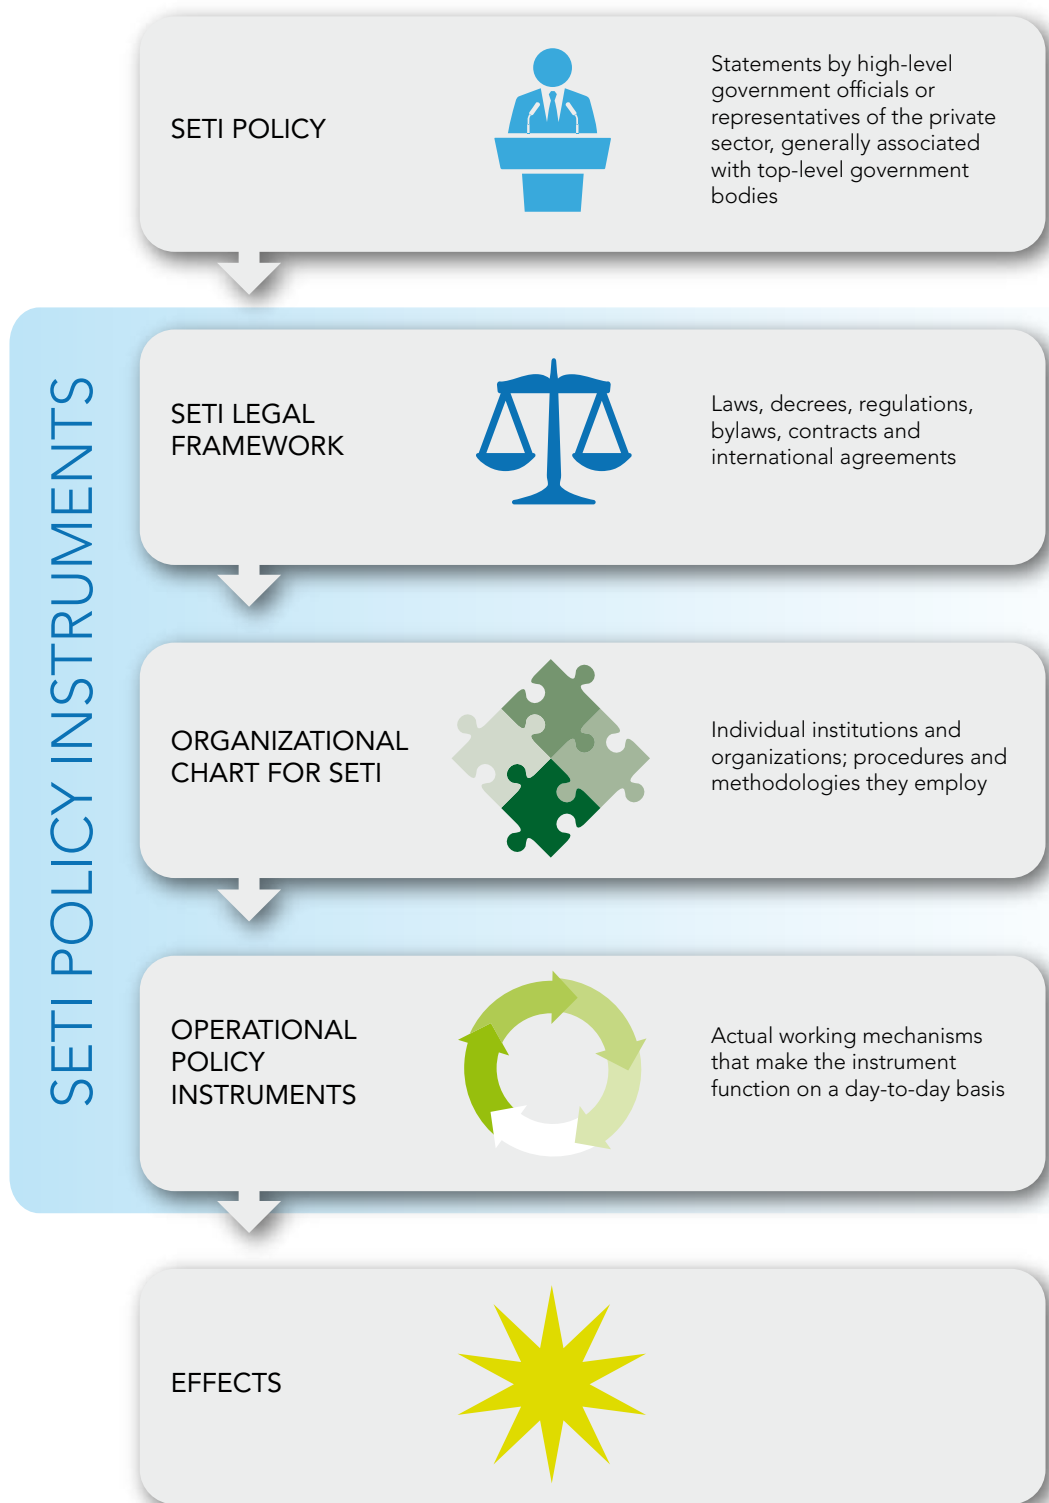 SETI POLICY
Statements by high-level
government officials or
representatives of the private
sector, generally associated
with top-level government
bodies
SETI POLICY INSTRUMENTS
SETI LEGAL
FRAMEWORK
Laws, decrees, regulations,
bylaws, contracts and
international agreements
ORGANIZATIONAL
CHART FOR SETI
Individual institutions and
organizations; procedures and
methodologies they employ
OPERATIONAL
POLICY
INSTRUMENTS
Actual working mechanisms
that make the instrument
function on a day-to-day basis
EFFECTS